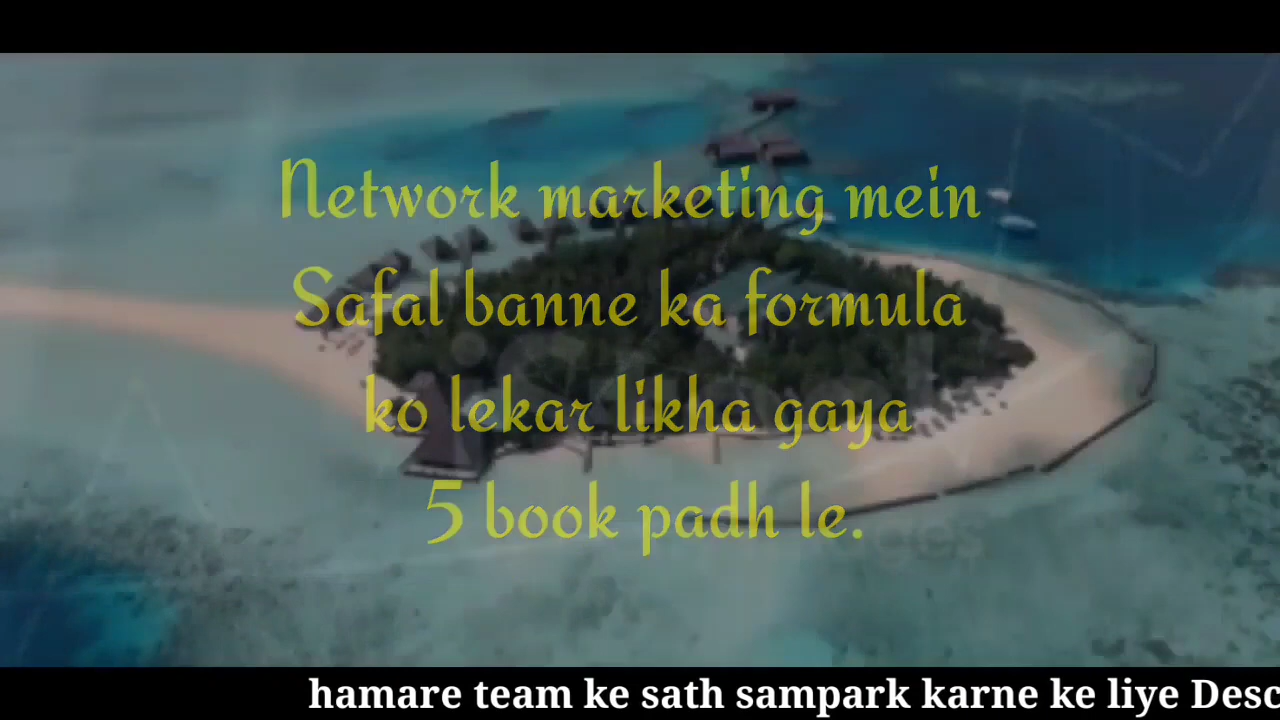 Network marketing mein
Safal banne ka formula
ko lekar likha gaya
5 book padh le.
hamare team ke sath sampark karne ke liye Desc